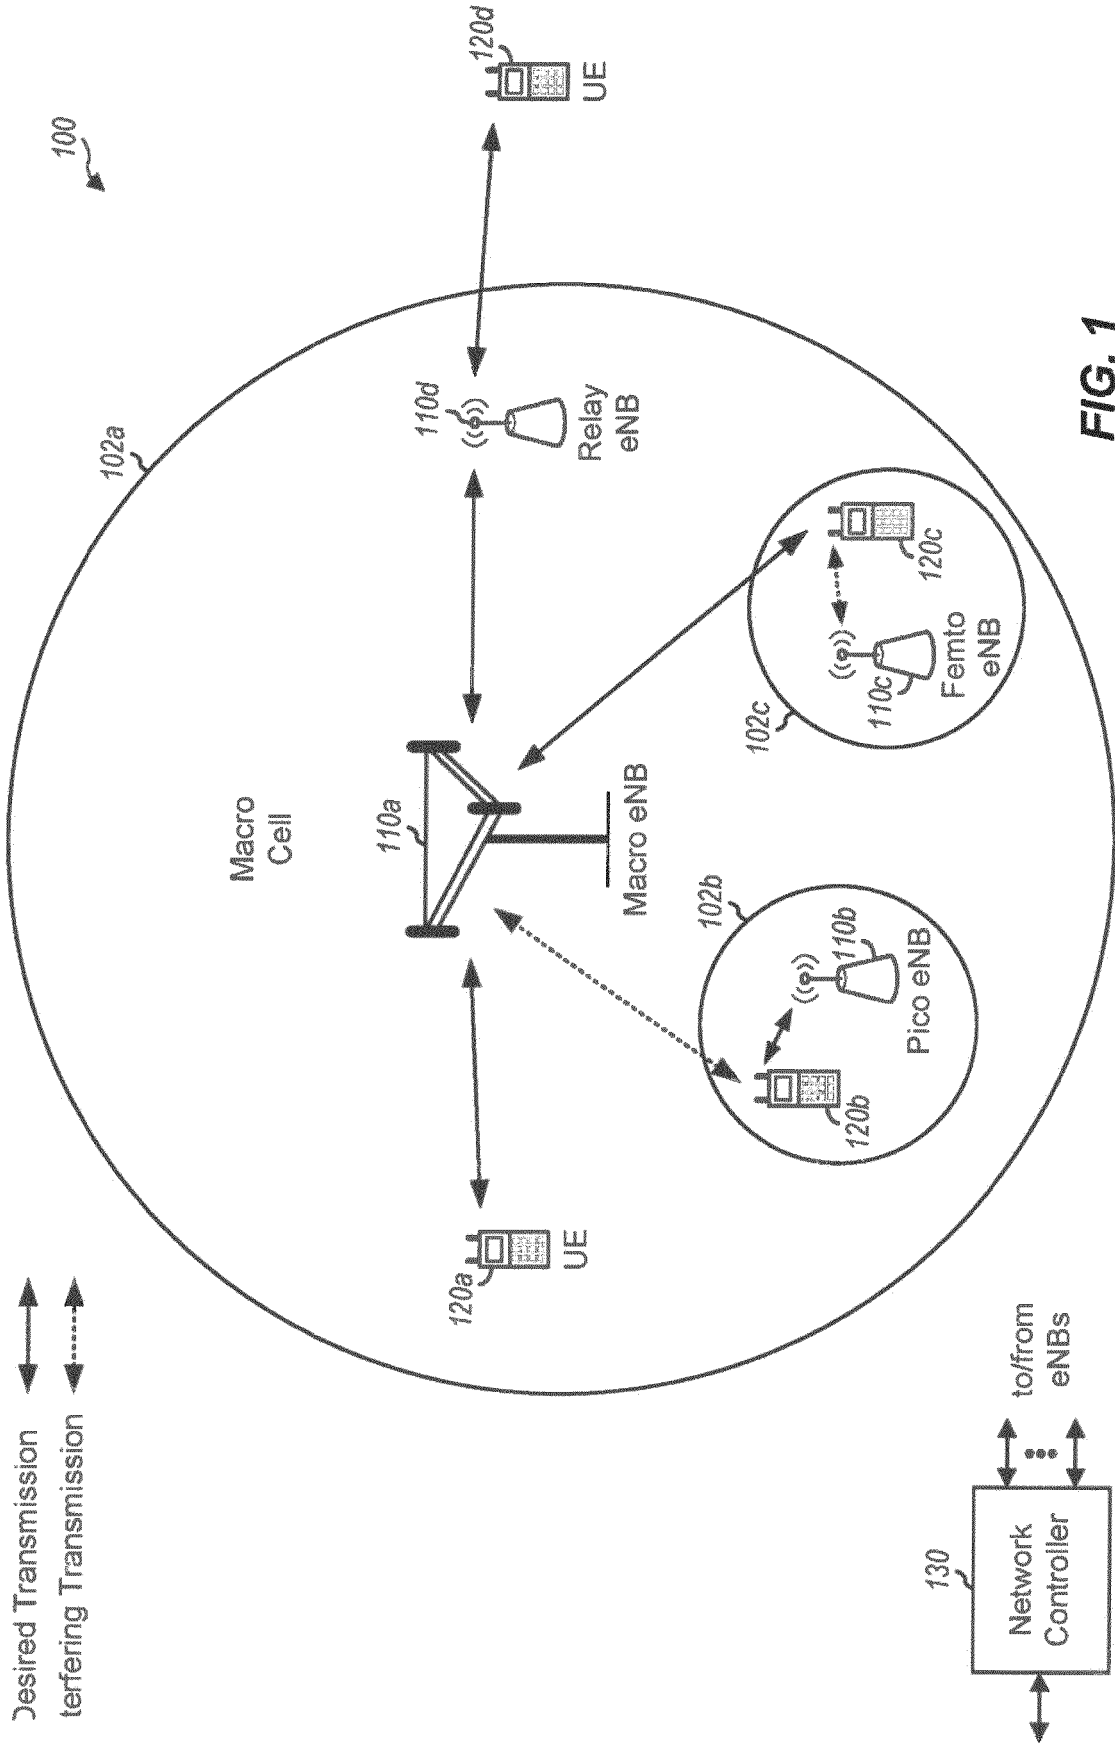 Desired Transmission
terfering Transmission
100
102a
Macro
Cell
110a
110d
120d
120a
UE
UE
Relay
eNB
Macro eNB
102b
102c
120b
110b
Pico eNB
110c
120c
Femto
eNB
130
Network
Controller
to/from
eNBs
FIG. 1